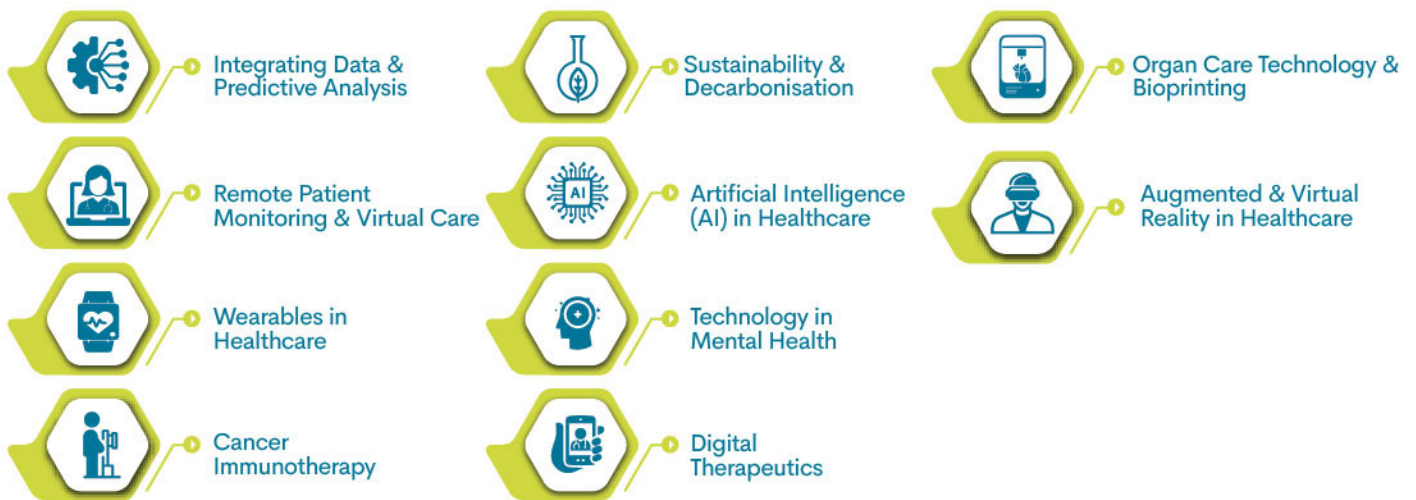 Integrating Data &
Predictive Analysis
Remote Patient
Monitoring & Virtual Care
Wearables in
Healthcare
Cancer
Immunotherapy
Sustainability &
Decarbonisation
AI
Artificial Intelligence
(AI) in Healthcare
Technology in
Mental Health
Digital
Therapeutics
Organ Care Technology &
Bioprinting
Augmented & Virtual
Reality in Healthcare